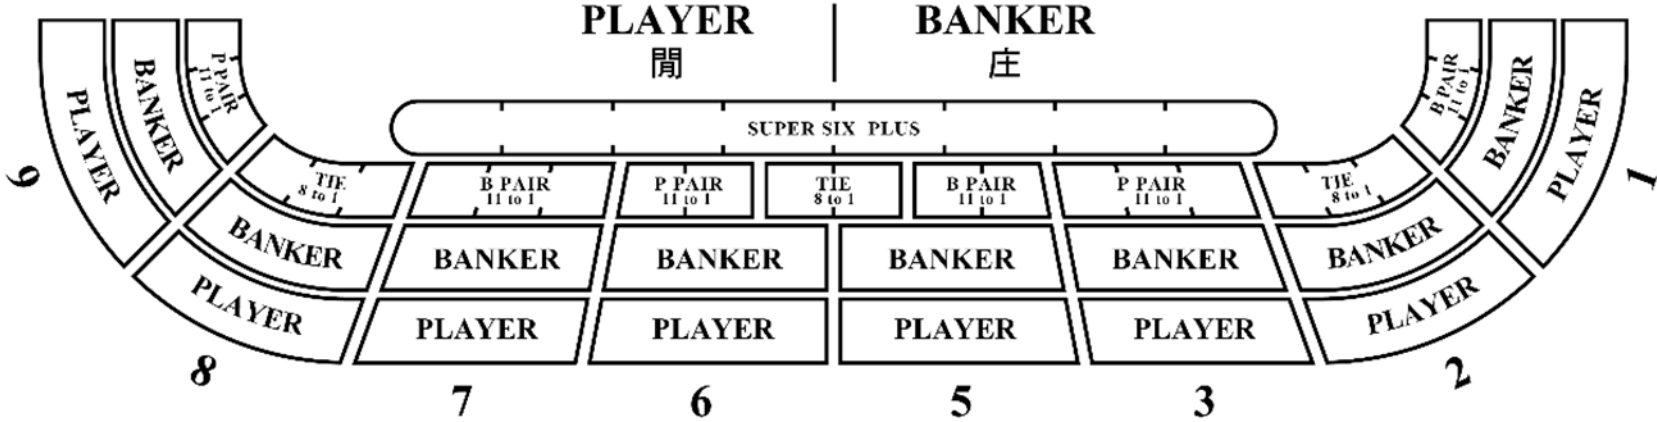 PLAYER
閒
BANKER
庄
SUPER SIX PLUS
PLAYER
BANKER
P PAIR
11 to 1
9
TIE
8 to 1
BANKER
PLAYER
8
B PAIR
11 to 1
BANKER
PLAYER
7
P PAIR
11 to 1
BANKER
PLAYER
6
TIE
8 to 1
B PAIR
11 to 1
BANKER
PLAYER
5
P PAIR
11 to 1
BANKER
PLAYER
3
TIE
8 to 1
BANKER
PLAYER
2
B PAIR
11 to 1
BANKER
PLAYER
1